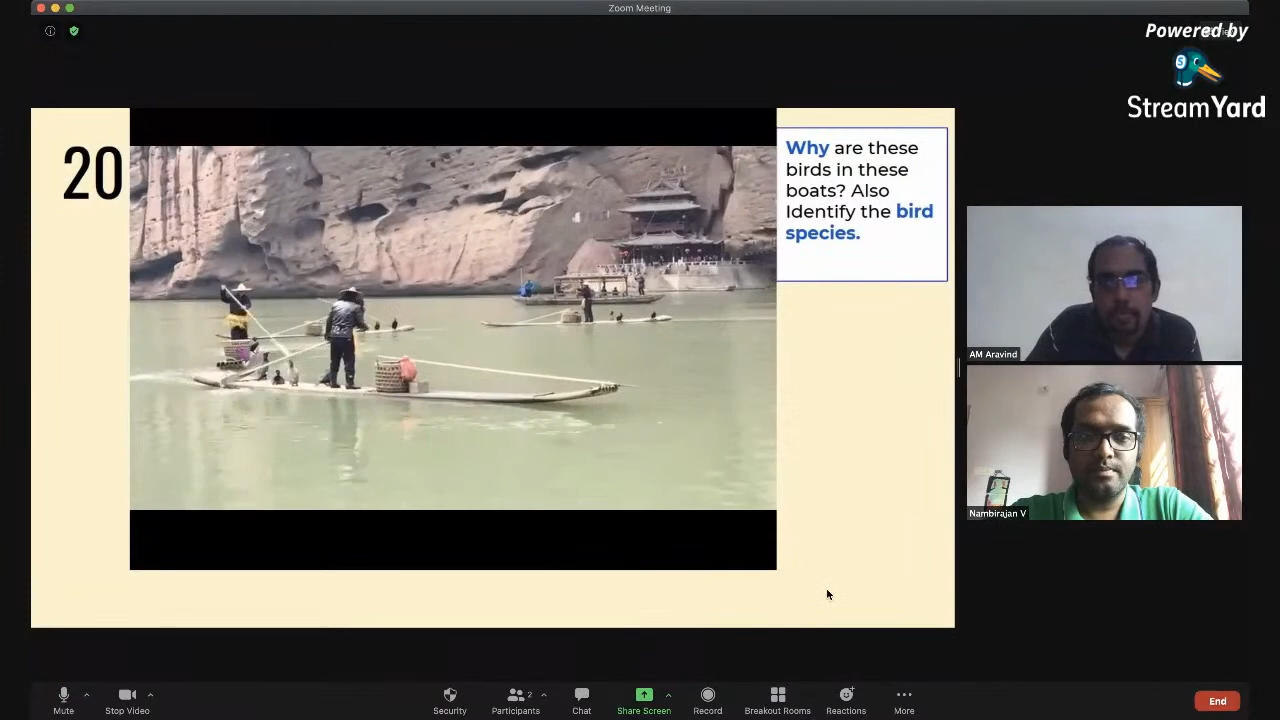 Zoom Meeting
Powered by
S
StreamYard
20
Why are these
birds in these
boats? Also
Identify the bird
species.
AM Aravind
Nambirajan V
Mute
Stop Video
Security
Participants
2
Chat
Share Screen
Record
Breakout Rooms
Reactions
More
End